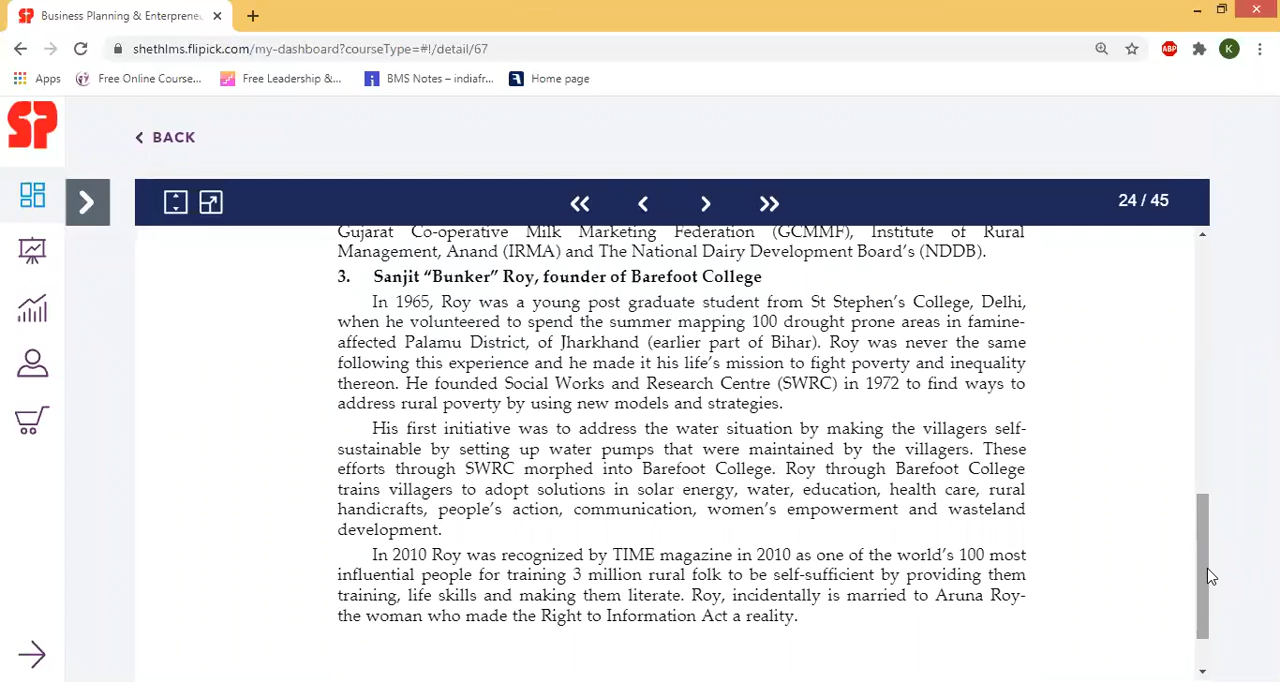 Business Planning & Enterprene
shethlms.flipick.com/my-dashboard?courseType=#!/detail/67
ABP
K
Apps
Free Online Course...
Free Leadership &...
BMS Notes – indiafr...
Home page
SP
BACK
24 / 45
Gujarat Co-operative Milk Marketing Federation (GCMMF), Institute of Rural
Management, Anand (IRMA) and The National Dairy Development Board's (NDDB).
3. Sanjit “Bunker” Roy, founder of Barefoot College
In 1965, Roy was a young post graduate student from St Stephen's College, Delhi,
when he volunteered to spend the summer mapping 100 drought prone areas in famine-
affected Palamu District, of Jharkhand (earlier part of Bihar). Roy was never the same
following this experience and he made it his life's mission to fight poverty and inequality
thereon. He founded Social Works and Research Centre (SWRC) in 1972 to find ways to
address rural poverty by using new models and strategies.
His first initiative was to address the water situation by making the villagers self-
sustainable by setting up water pumps that were maintained by the villagers. These
efforts through SWRC morphed into Barefoot College. Roy through Barefoot College
trains villagers to adopt solutions in solar energy, water, education, health care, rural
handicrafts, people's action, communication, women's empowerment and wasteland
development.
In 2010 Roy was recognized by TIME magazine in 2010 as one of the world's 100 most
influential people for training 3 million rural folk to be self-sufficient by providing them
training, life skills and making them literate. Roy, incidentally is married to Aruna Roy-
the woman who made the Right to Information Act a reality.